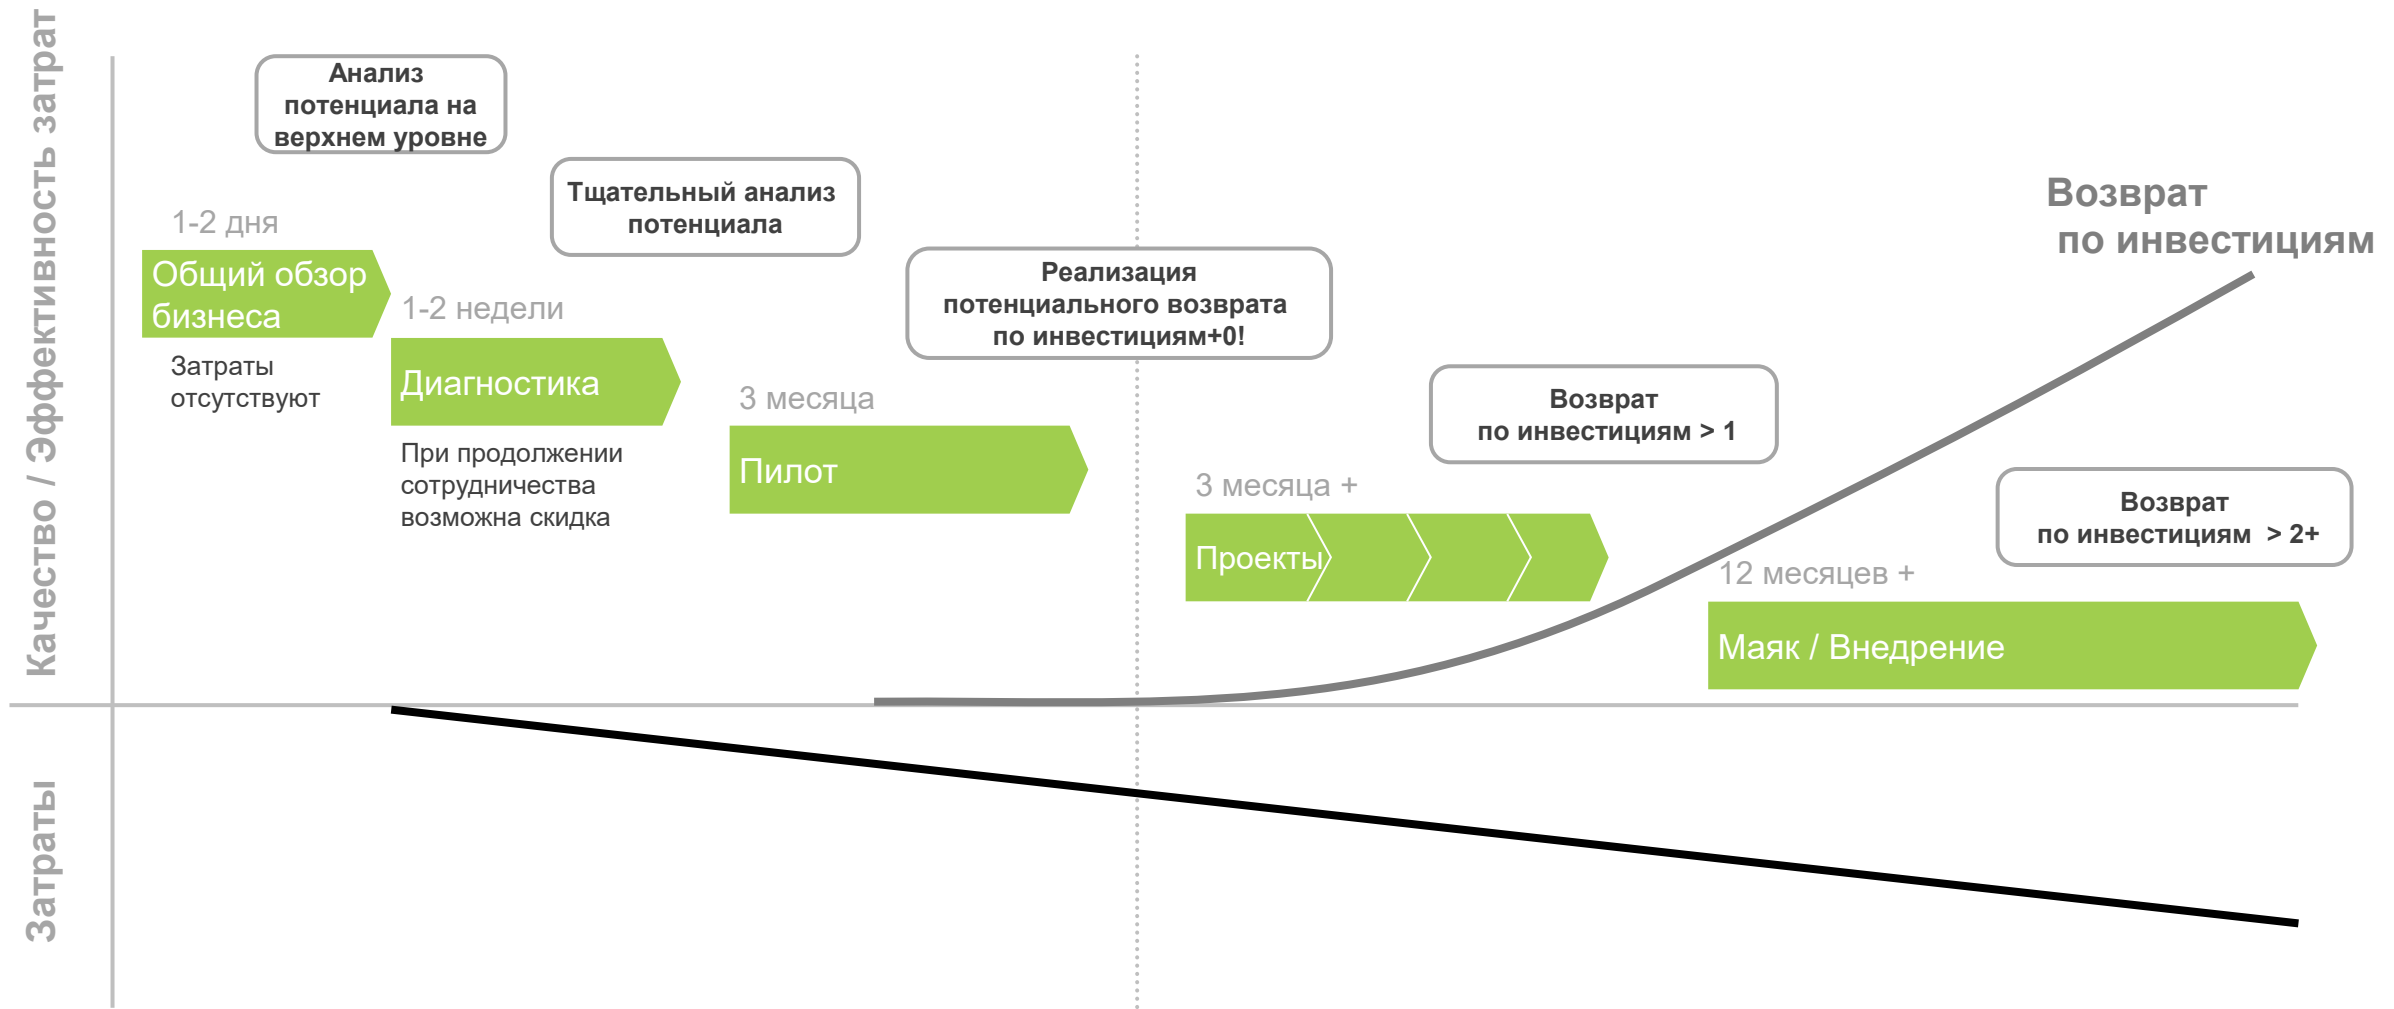 Качество / Эффективность затрат
Затраты
Анализ
потенциала на
верхнем уровне
1-2 дня
Общий обзор
бизнеса
Затраты
отсутствуют
Тщательный анализ
потенциала
1-2 недели
Диагностика
При продолжении
сотрудничества
возможна скидка
Реализация
потенциального возврата
по инвестициям+0!
3 месяца
Пилот
Возврат
по инвестициям > 1
3 месяца +
Проекты
Возврат
по инвестициям
Возврат
по инвестициям > 2+
12 месяцев +
Маяк / Внедрение